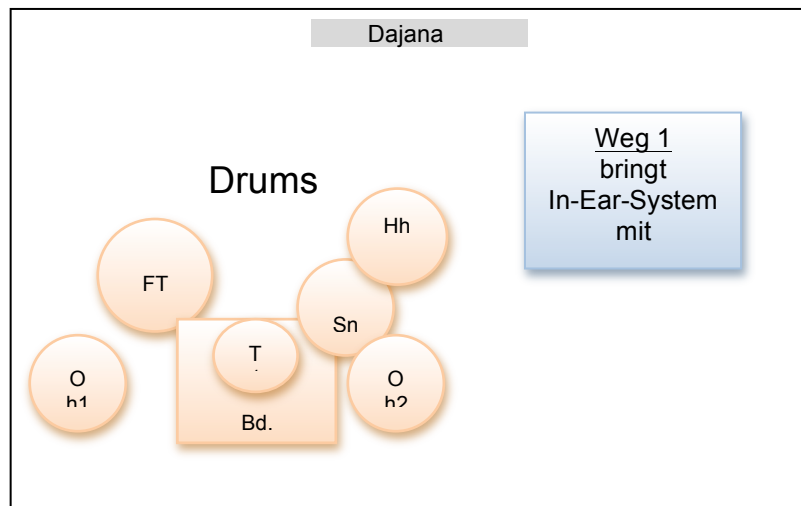 Dajana
Weg 1
bringt
In-Ear-System
mit
Drums
Hh
FT
Sn
T
O
h1
O
h2
Bd.